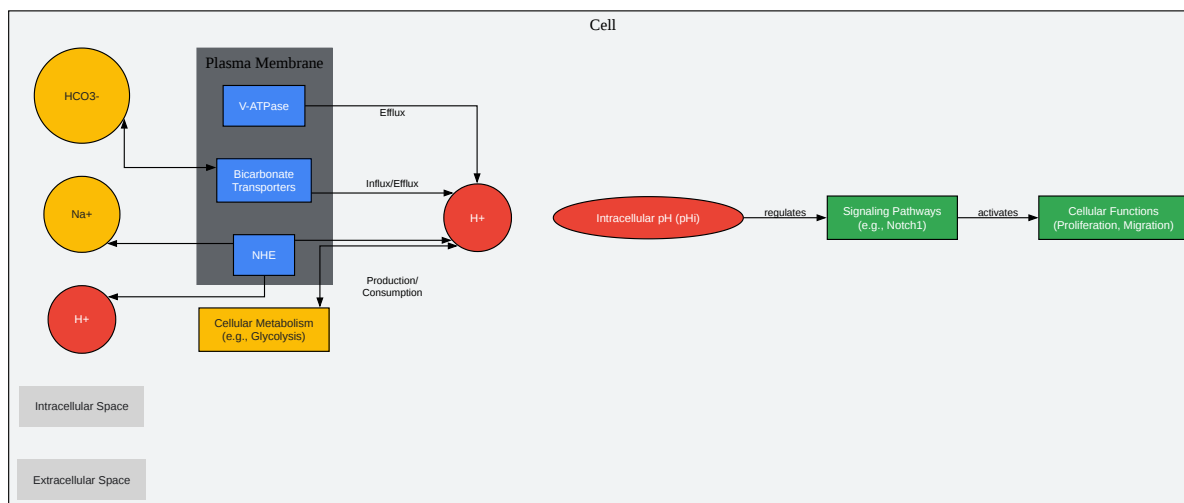 Cell
Plasma Membrane
HCO3-
V-ATPase
Efflux
Bicarbonate
Transporters
Influx/Efflux
Na+
H+
Intracellular pH (pHi)
regulates
Signaling Pathways
(e.g., Notch1)
activates
Cellular Functions
(Proliferation, Migration)
NHE
Production/
Consumption
H+
Cellular Metabolism
(e.g., Glycolysis)
Intracellular Space
Extracellular Space